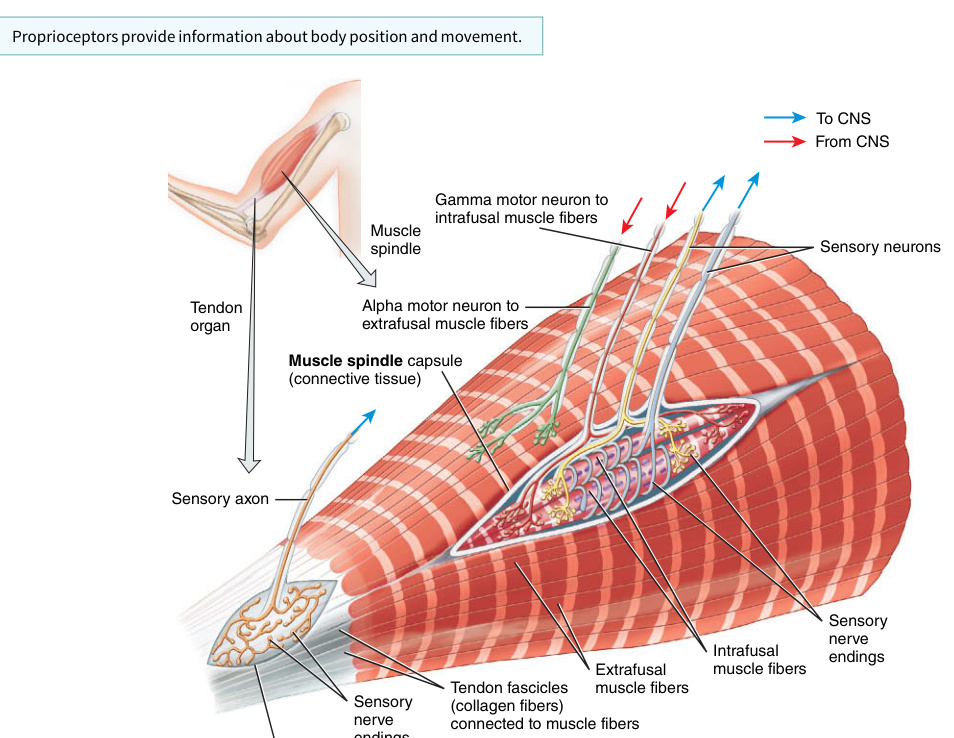 Proprioceptors provide information about body position and movement.
To CNS
From CNS
Gamma motor neuron to
intrafusal muscle fibers
Muscle
spindle
Sensory neurons
Tendon
organ
Alpha motor neuron to
extrafusal muscle fibers
Muscle spindle capsule
(connective tissue)
Sensory axon
Sensory
nerve
endings
Intrafusal
muscle fibers
Extrafusal
muscle fibers
Tendon fascicles
(collagen fibers)
connected to muscle fibers
Sensory
nerve
endings